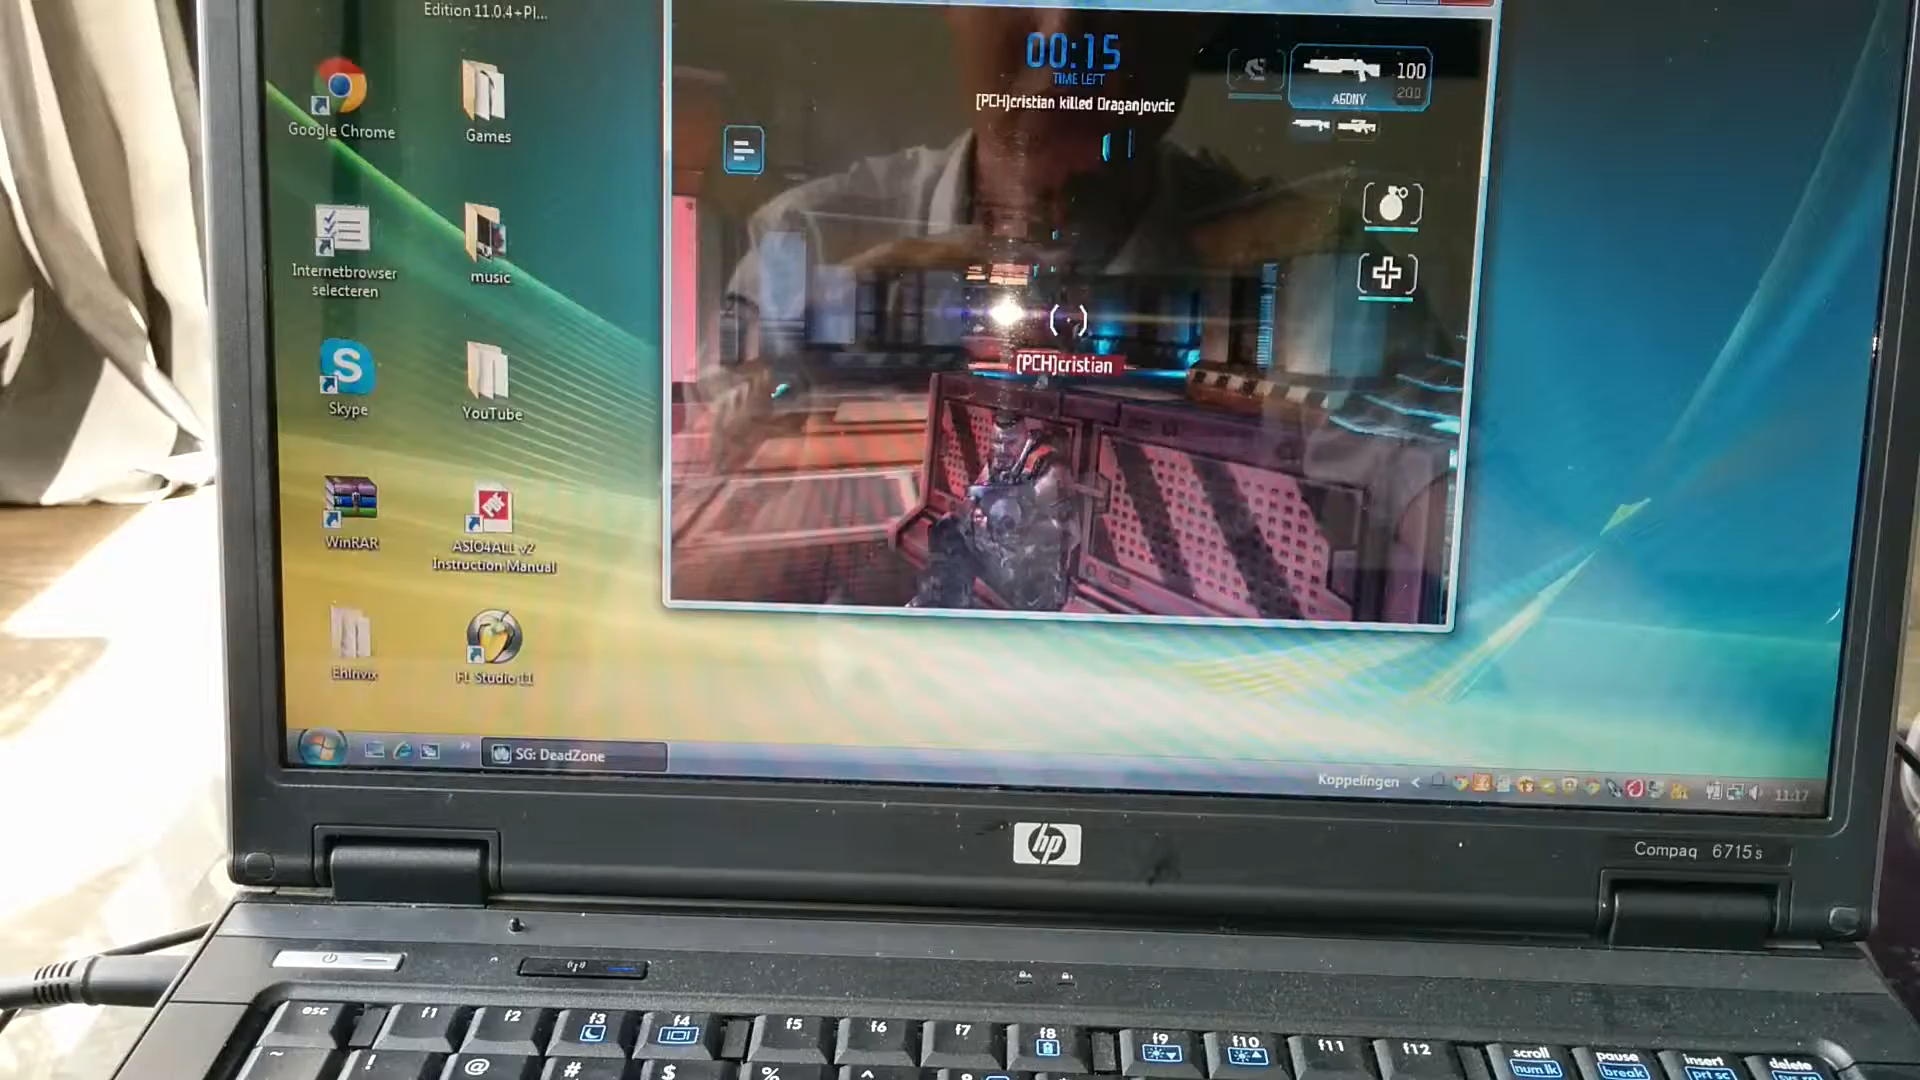 Edition 11.0.4+Pl...
Google Chrome
Games
Internetbrowser
selecteren
music
Skype
YouTube
WinRAR
ASIO4ALL v2
Instruction Manual
EhInvix
FL Studio 11
00:15
TIME LEFT
[PCH]cristian killed Draganjovcic
100
200
AGONY
[PCH]cristian
SG: DeadZone
Koppelingen
11:17
hp
Compaq 6715s
esc
f1
f2
f3
f4
f5
f6
f7
f8
f9
f10
f11
f12
scroll
num lk
pause
break
insert
prt sc
delete
~
!
@
#
$
%
^